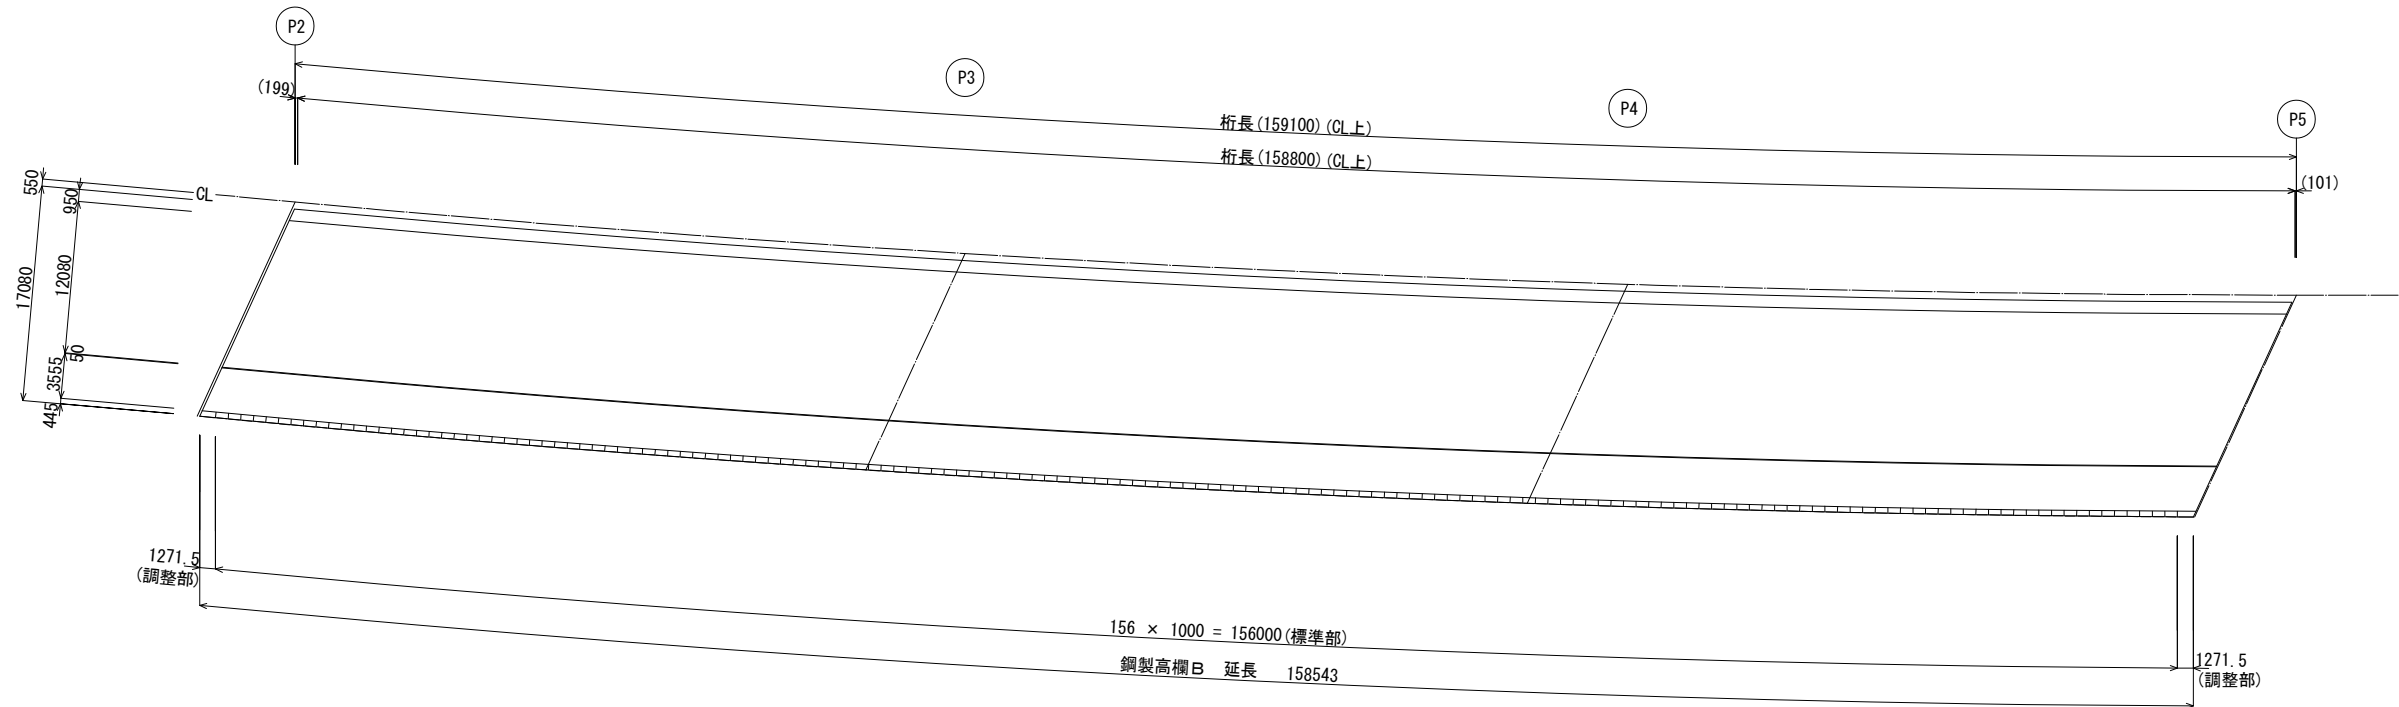 P2
P3
P4
P5
(199)
桁長(159100)(CL上)
桁長(158800)(CL上)
(101)
550
950
CL
17080
12080
50
3555
445
1271.5
(調整部)
156 × 1000 = 156000(標準部)
鋼製高欄B 延長 158543
1271.5
(調整部)